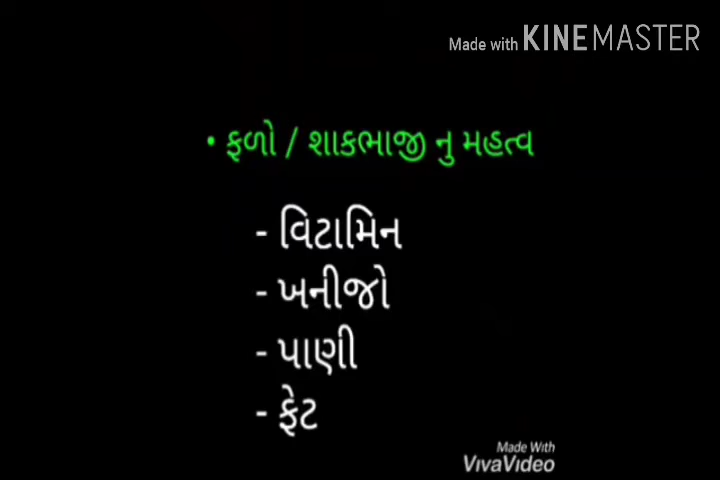 Made with KINEMASTER
• ફળો / શાકભાજી નુ મહત્વ
- વિટામિન
- ખનીજો
- પાણી
- ફેટ
Made With
VivaVideo